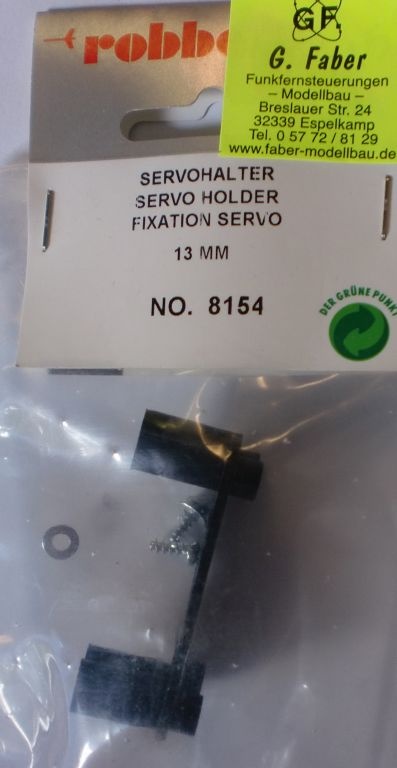 GF
G. Faber
Funkfernsteuerungen
– Modellbau –
Breslauer Str. 24
32339 Espelkamp
Tel. 0 57 72 / 81 29
www.faber-modellbau.de
SERVOHALTER
SERVO HOLDER
FIXATION SERVO
13 MM
NO. 8154
DER GRÜNE PUNKT